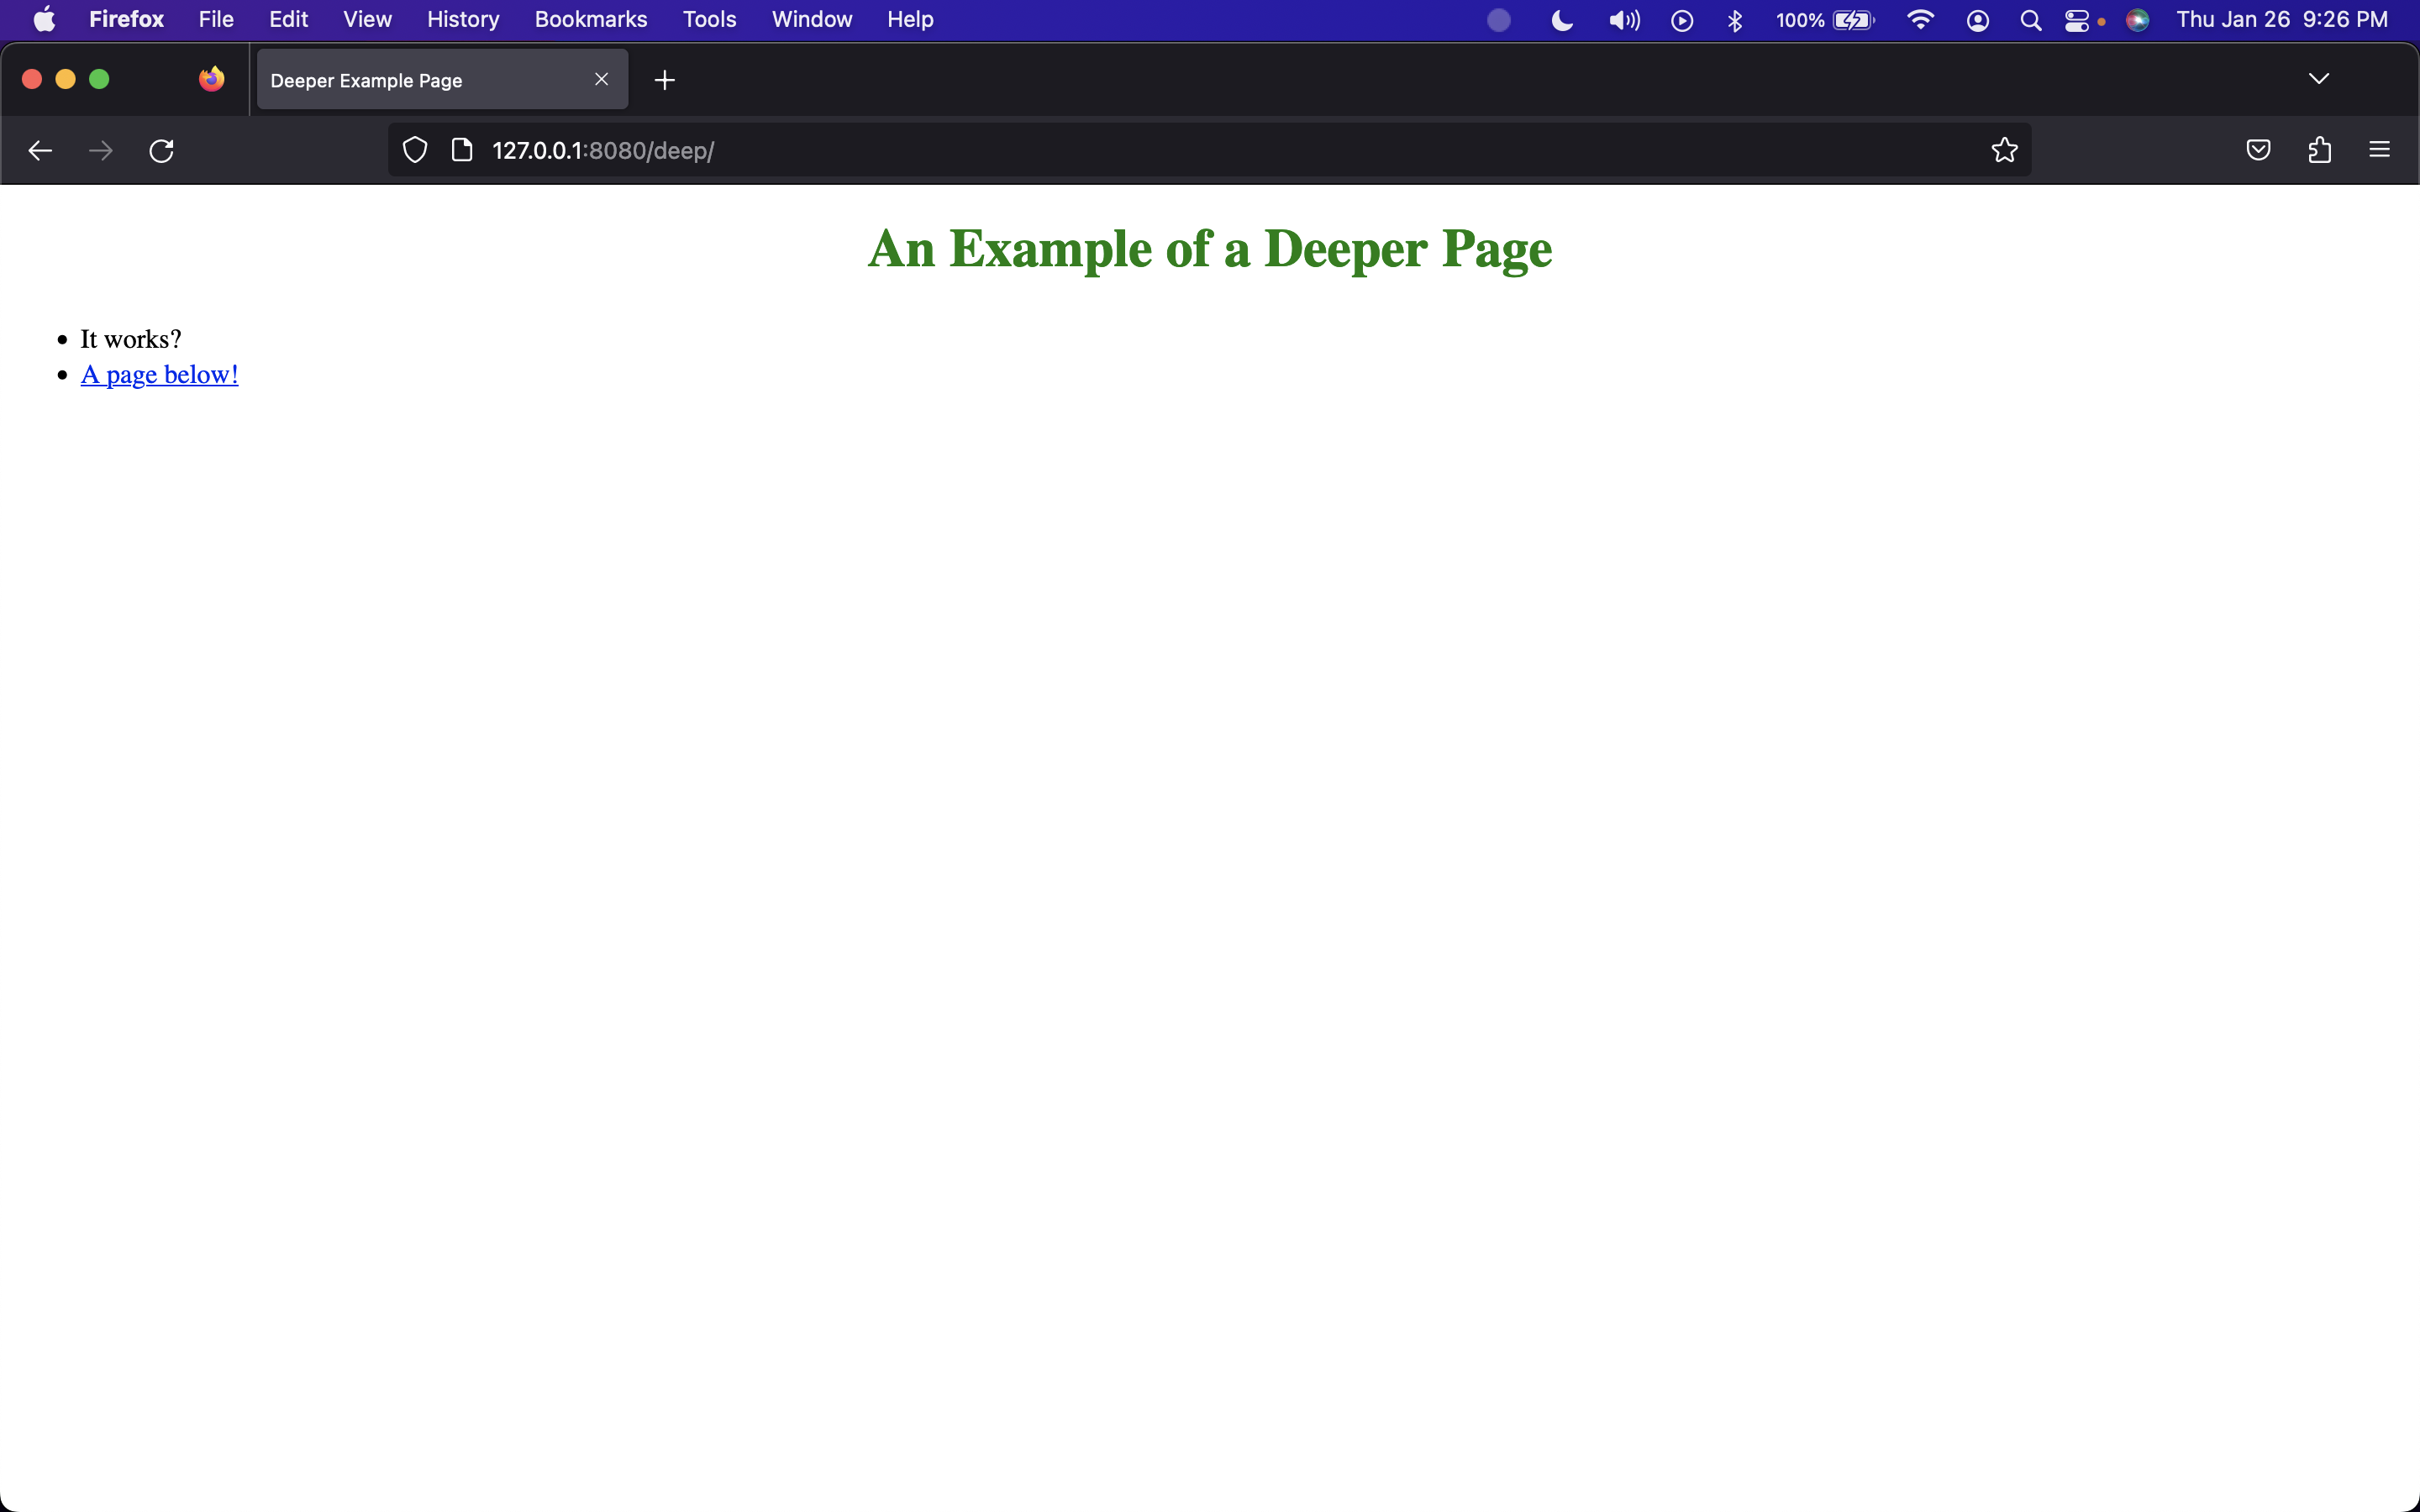 Firefox File Edit View History Bookmarks Tools Window Help 100% Thu Jan 26 9:26 PM
Deeper Example Page
127.0.0.1:8080/deep/
An Example of a Deeper Page
• It works?
• A page below!